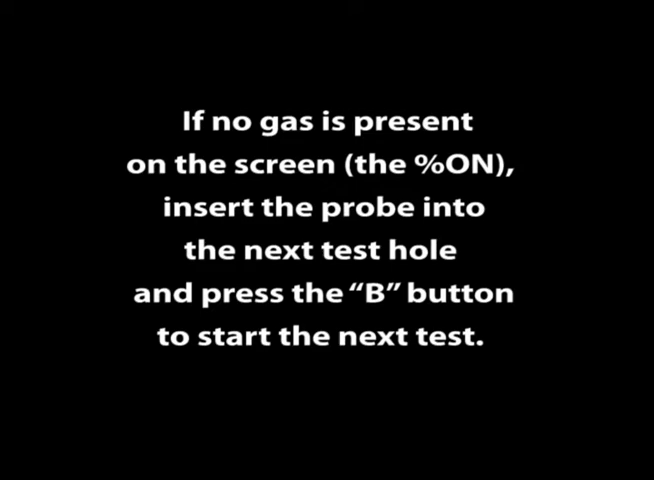 If no gas is present
on the screen (the %ON),
insert the probe into
the next test hole
and press the “B” button
to start the next test.